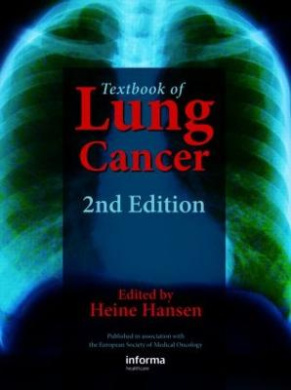 Textbook of
Lung
Cancer
2nd Edition
Edited by
Heine Hansen
Published in association with
the European Society of Medical Oncology
informa
healthcare